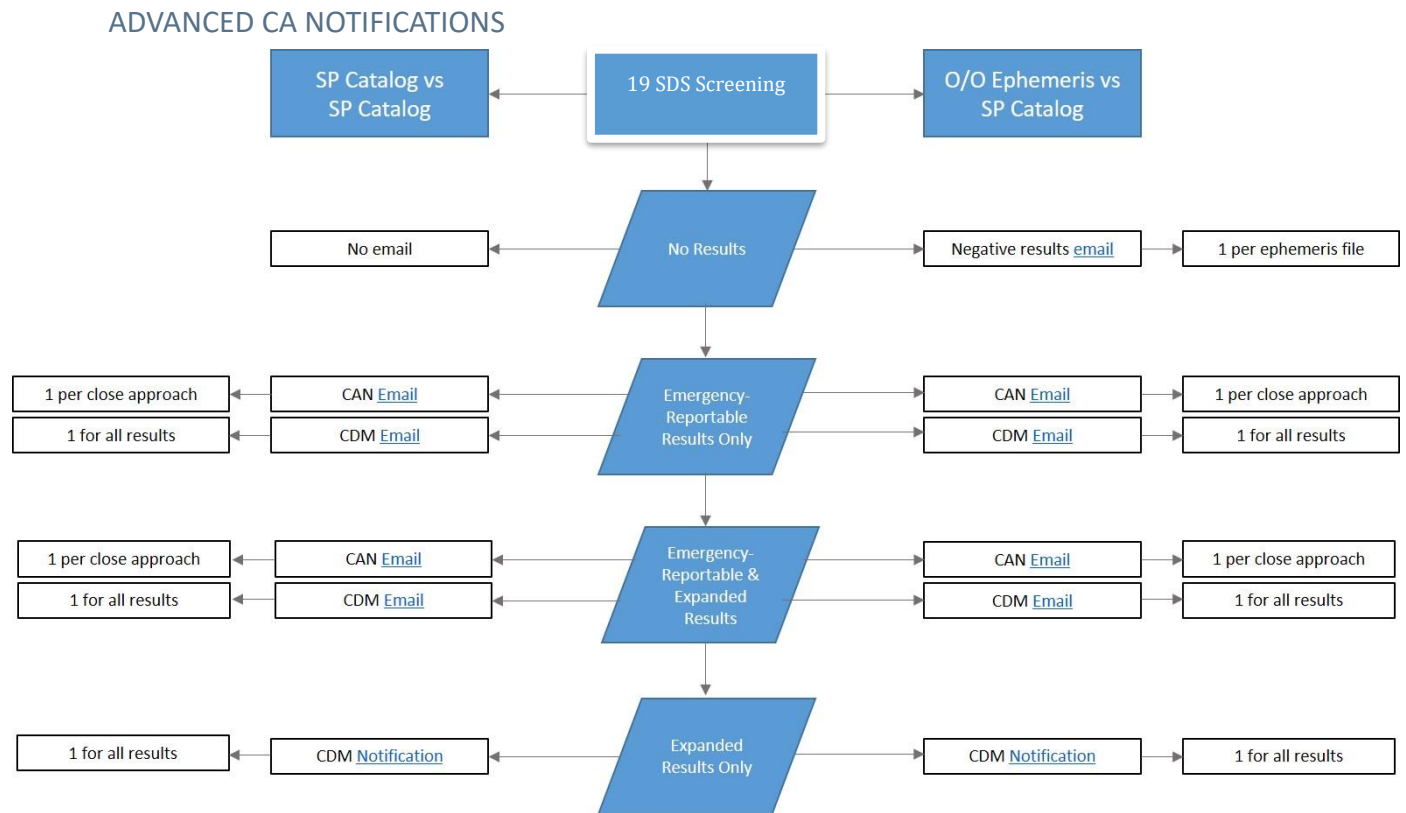 ADVANCED CA NOTIFICATIONS
SP Catalog vs
SP Catalog
19 SDS Screening
O/O Ephemeris vs
SP Catalog
No email
No Results
Negative results email
1 per ephemeris file
1 per close approach
CAN Email
1 for all results
CDM Email
Emergency-
Reportable
Results Only
CAN Email
1 per close approach
CDM Email
1 for all results
1 per close approach
CAN Email
1 for all results
CDM Email
Emergency-
Reportable &
Expanded
Results
CAN Email
1 per close approach
CDM Email
1 for all results
1 for all results
CDM Notification
Expanded
Results Only
CDM Notification
1 for all results